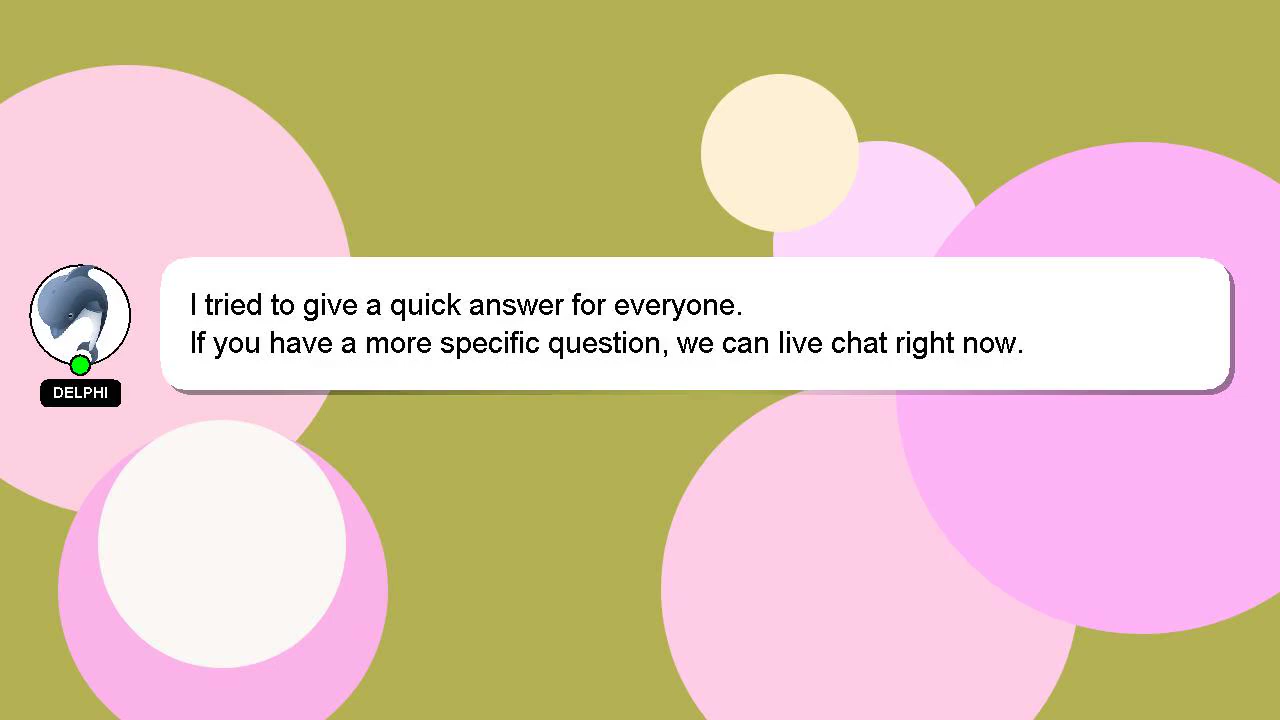 I tried to give a quick answer for everyone.
If you have a more specific question, we can live chat right now.
DELPHI